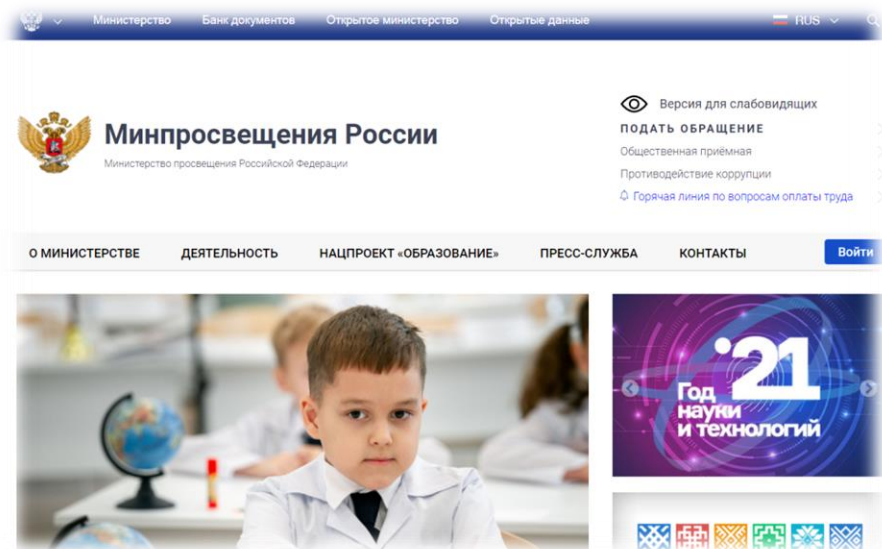 Министерство Банк документов Открытое министерство Открытые данные RUS
Версия для слабовидящих
ПОДАТЬ ОБРАЩЕНИЕ
Минпросвещения России
Общественная приёмная
Министерство просвещения Российской Федерации
Противодействие коррупции
Горячая линия по вопросам оплаты труда
О МИНИСТЕРСТВЕ ДЕЯТЕЛЬНОСТЬ НАЦПРОЕКТ «ОБРАЗОВАНИЕ» ПРЕСС-СЛУЖБА КОНТАКТЫ Войти
21
Год
науки
и технологий